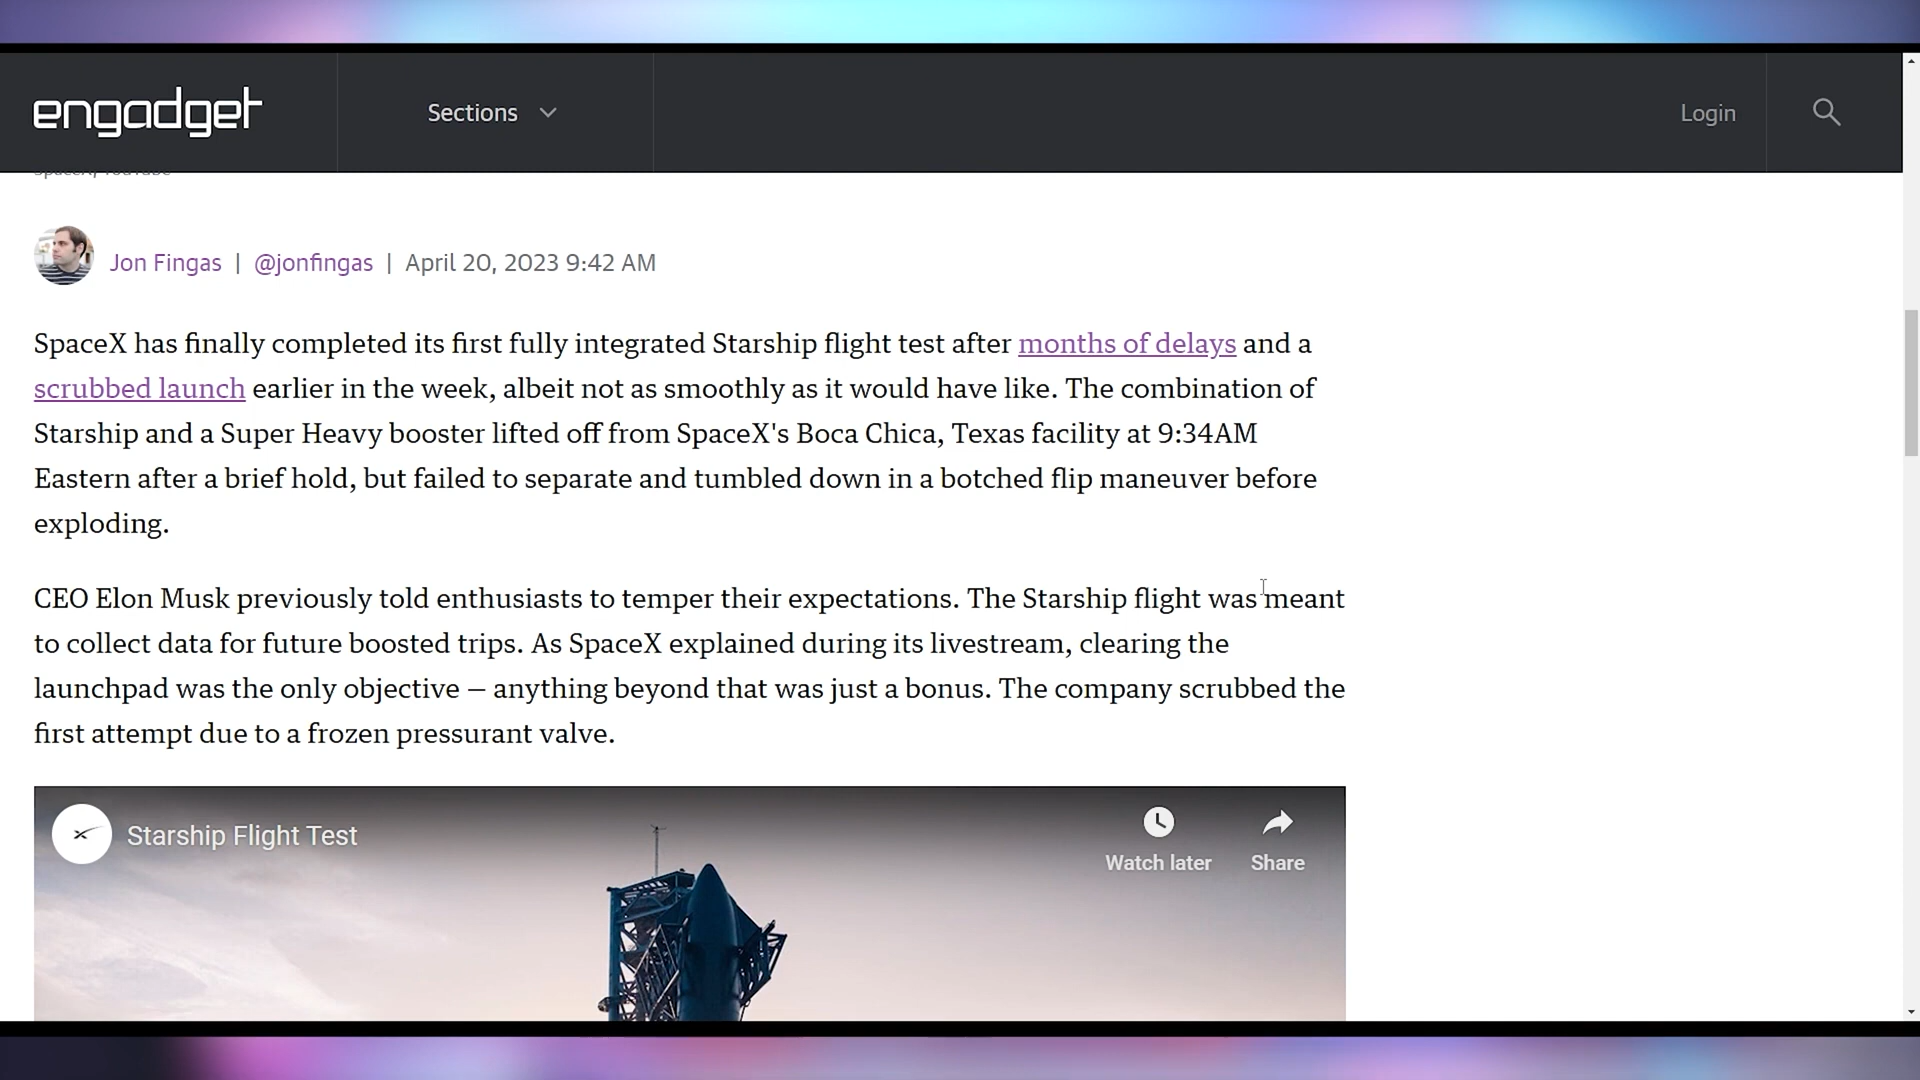 engadget
Sections
Login
Jon Fingas | @jonfingas | April 20, 2023 9:42 AM
SpaceX has finally completed its first fully integrated Starship flight test after months of delays and a
scrubbed launch earlier in the week, albeit not as smoothly as it would have like. The combination of
Starship and a Super Heavy booster lifted off from SpaceX's Boca Chica, Texas facility at 9:34AM
Eastern after a brief hold, but failed to separate and tumbled down in a botched flip maneuver before
exploding.
CEO Elon Musk previously told enthusiasts to temper their expectations. The Starship flight was meant
to collect data for future boosted trips. As SpaceX explained during its livestream, clearing the
launchpad was the only objective — anything beyond that was just a bonus. The company scrubbed the
first attempt due to a frozen pressurant valve.
Starship Flight Test
Watch later
Share